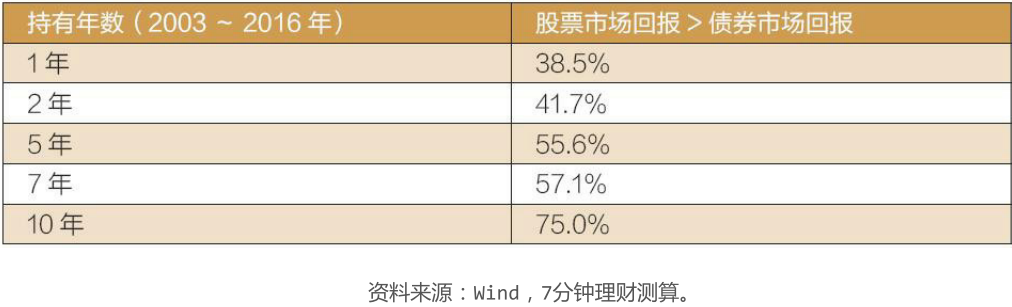 持有年数（2003 ～ 2016 年） 股票市场回报 > 债券市场回报
1 年 38.5%
2 年 41.7%
5 年 55.6%
7 年 57.1%
10 年 75.0%
资料来源：Wind，7分钟理财测算。